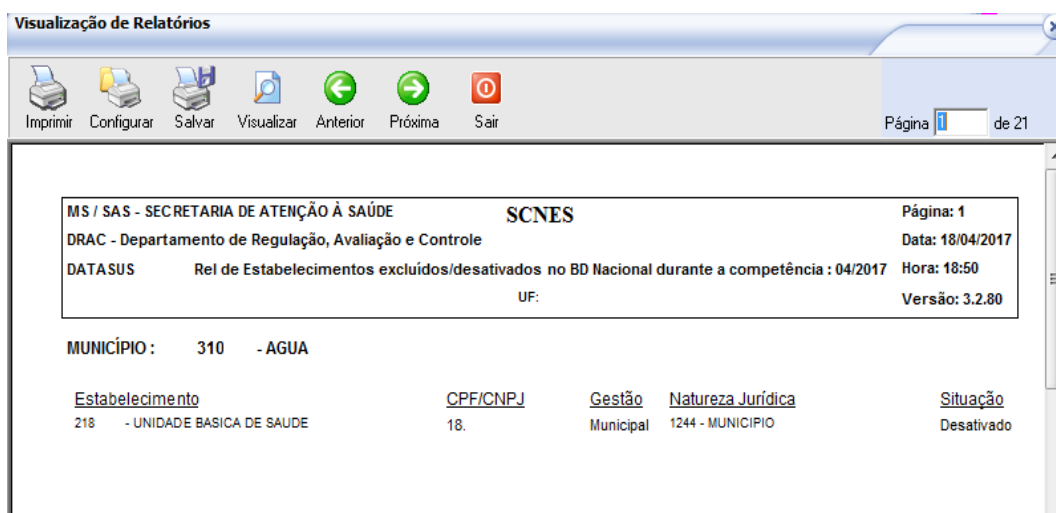 Visualização de Relatórios
Imprimir Configurar Salvar Visualizar Anterior Próxima Sair Página 1 de 21
MS / SAS - SECRETARIA DE ATENÇÃO À SAÚDE SCNES Página: 1
DRAC - Departamento de Regulação, Avaliação e Controle Data: 18/04/2017
DATASUS Rel de Estabelecimentos excluídos/desativados no BD Nacional durante a competência : 04/2017 Hora: 18:50
UF: Versão: 3.2.80
MUNICÍPIO : 310 - AGUA
Estabelecimento CPF/CNPJ Gestão Natureza Jurídica Situação
218 - UNIDADE BASICA DE SAUDE 18. Municipal 1244 - MUNICIPIO Desativado